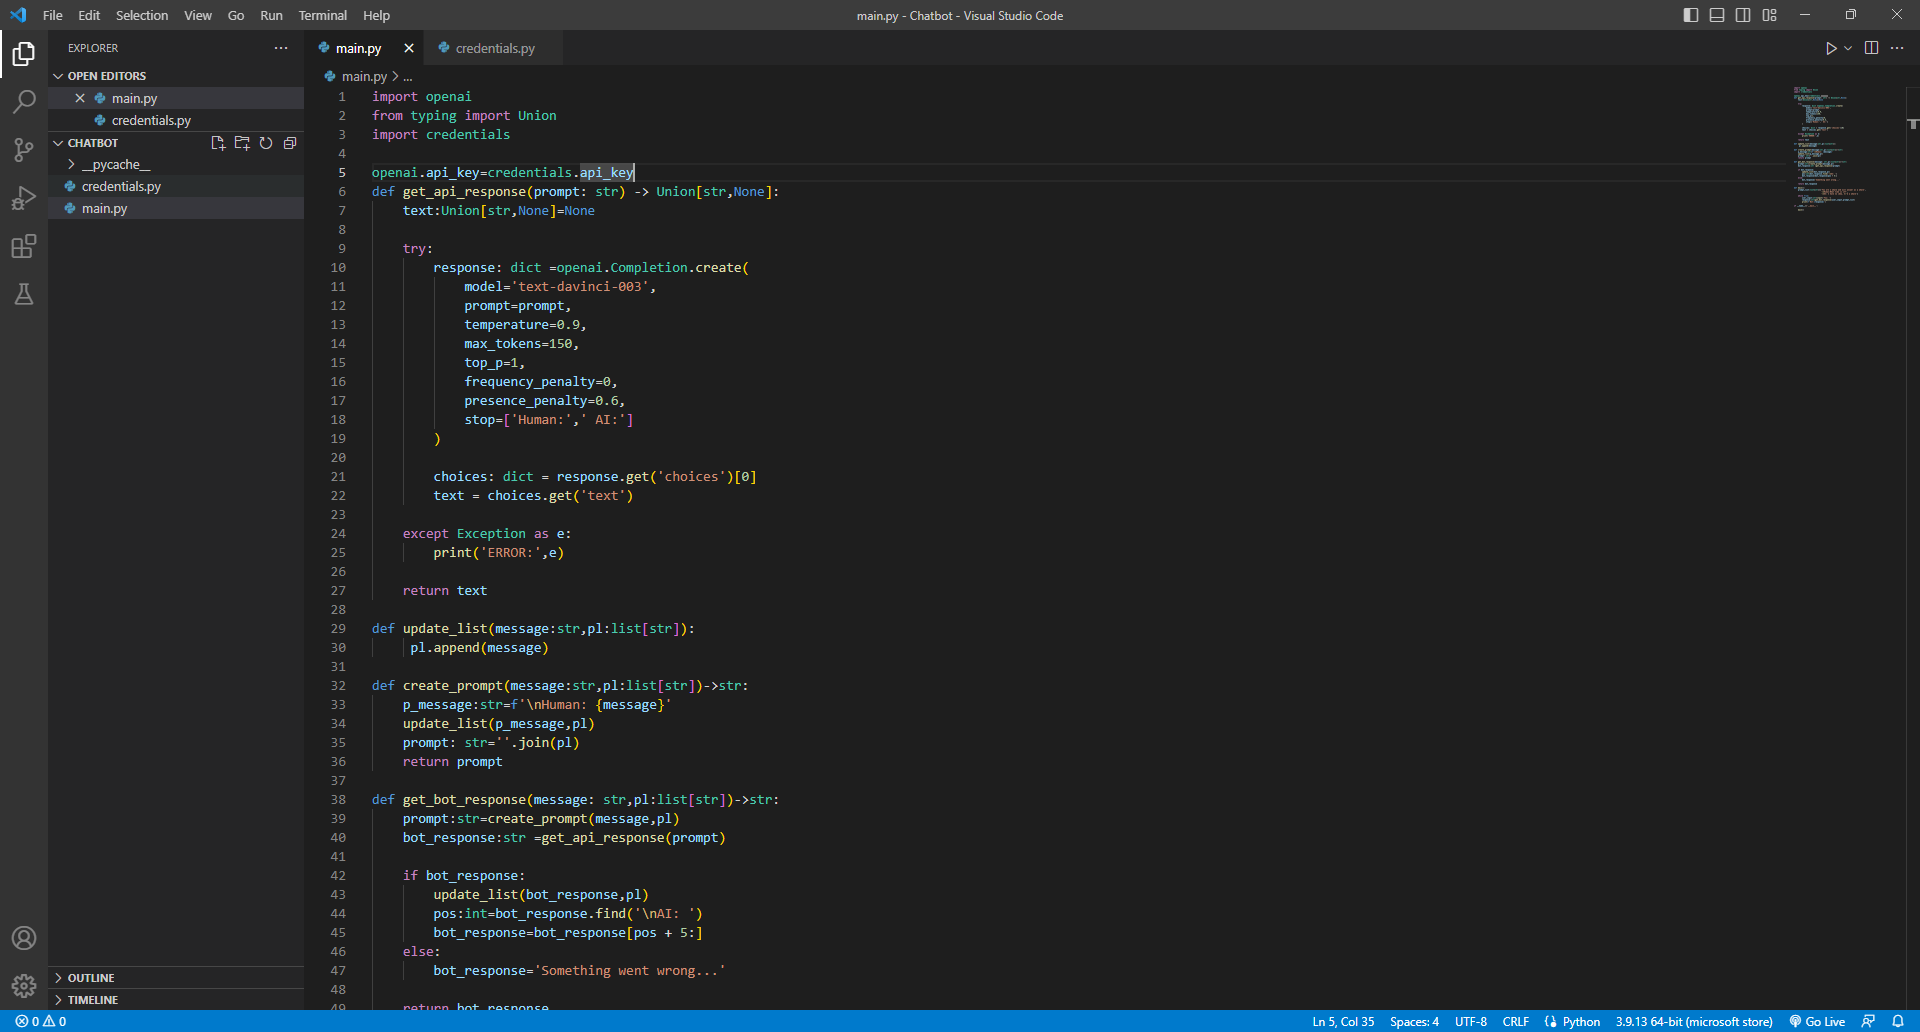 File Edit Selection View Go Run Terminal Help
main.py - Chatbot - Visual Studio Code
EXPLORER
OPEN EDITORS
main.py
credentials.py
CHATBOT
__pycache__
credentials.py
main.py
OUTLINE
TIMELINE
main.py credentials.py
main.py > ...
1 import openai
2 from typing import Union
3 import credentials
4
5 openai.api_key=credentials.api_key
6 def get_api_response(prompt: str) -> Union[str,None]:
7 text:Union[str,None]=None
8
9 try:
10 response: dict =openai.Completion.create(
11 model='text-davinci-003',
12 prompt=prompt,
13 temperature=0.9,
14 max_tokens=150,
15 top_p=1,
16 frequency_penalty=0,
17 presence_penalty=0.6,
18 stop=['Human:',' AI:']
19 )
20
21 choices: dict = response.get('choices')[0]
22 text = choices.get('text')
23
24 except Exception as e:
25 print('ERROR:',e)
26
27 return text
28
29 def update_list(message:str,pl:list[str]):
30 pl.append(message)
31
32 def create_prompt(message:str,pl:list[str])->str:
33 p_message:str=f'\nHuman: {message}'
34 update_list(p_message,pl)
35 prompt: str=''.join(pl)
36 return prompt
37
38 def get_bot_response(message: str,pl:list[str])->str:
39 prompt:str=create_prompt(message,pl)
40 bot_response:str =get_api_response(prompt)
41
42 if bot_response:
43 update_list(bot_response,pl)
44 pos:int=bot_response.find('\nAI: ')
45 bot_response=bot_response[pos + 5:]
46 else:
47 bot_response='Something went wrong...'
48
49 return bot_response
0 0 Ln 5, Col 35 Spaces: 4 UTF-8 CRLF Python 3.9.13 64-bit (microsoft store) Go Live